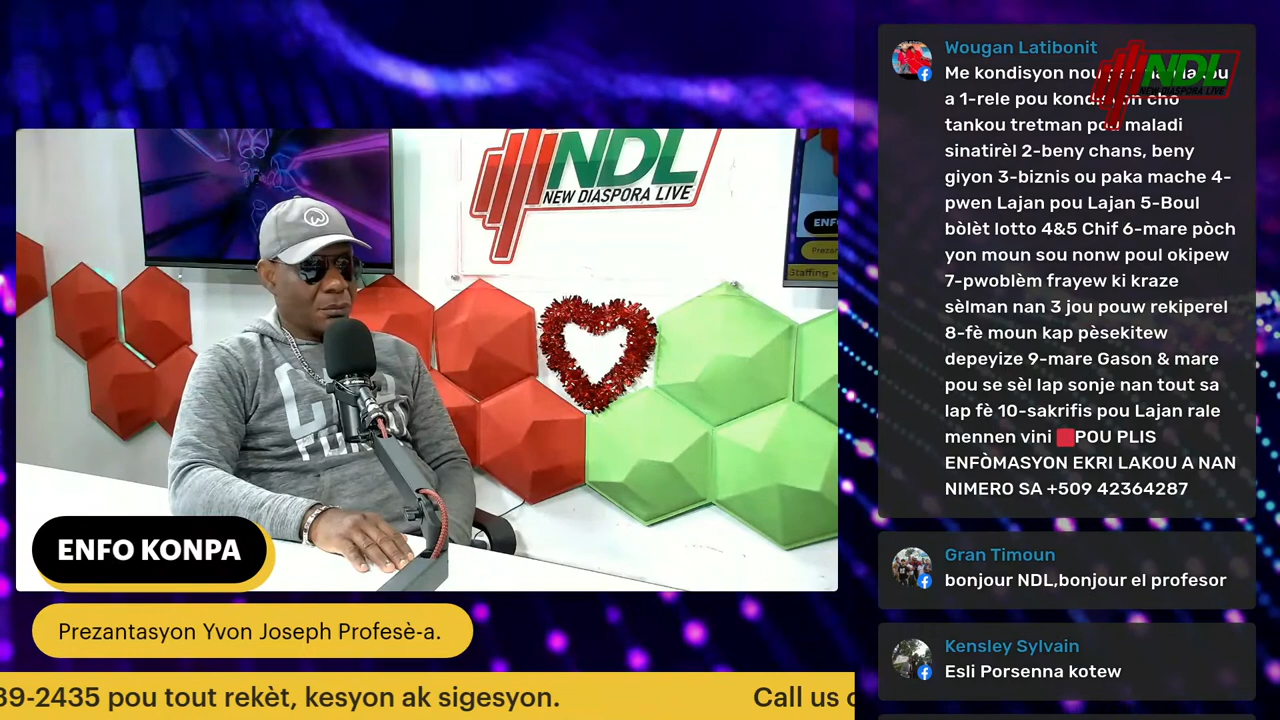 NDL
NEW DIASPORA LIVE
ENFO KONPA
Prezantasyon Yvon Joseph Profesè-a.
39-2435 pou tout rekèt, kesyon ak sigesyon.
Call us
Wougan Latibonit
Me kondisyon nou
a 1-rele pou kondisyon cho
tankou tretman pou maladi
sinatirèl 2-beny chans, beny
giyon 3-biznis ou paka mache 4-
pwen Lajan pou Lajan 5-Boul
bòlèt lotto 4&5 Chif 6-mare pòch
yon moun sou nonw poul okipew
7-pwoblèm frayew ki kraze
sèlman nan 3 jou pouw rekiperel
8-fè moun kap pèsekitew
depeyize 9-mare Gason & mare
pou se sèl lap sonje nan tout sa
lap fè 10-sakrifis pou Lajan rale
mennen vini 🟥POU PLIS
ENFÒMASYON EKRI LAKOU A NAN
NIMERO SA +509 42364287
NDL
NEW DIASPORA LIVE
Gran Timoun
bonjour NDL,bonjour el profesor
Kensley Sylvain
Esli Porsenna kotew